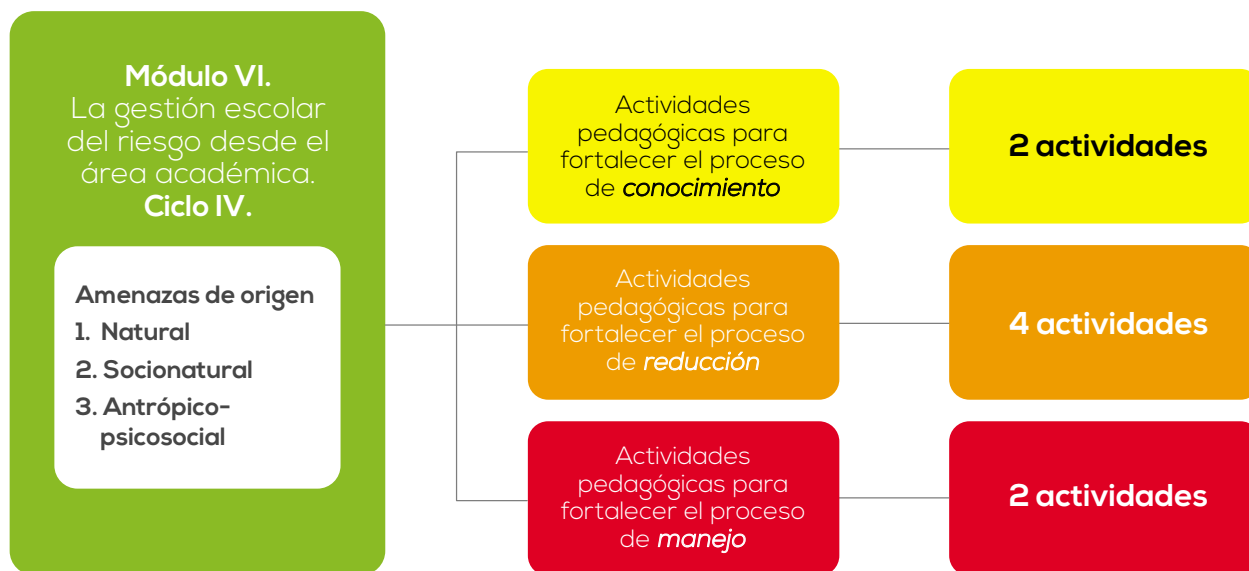 Módulo VI.
La gestión escolar
del riesgo desde el
área académica.
Ciclo IV.
Amenazas de origen
1. Natural
2. Socionatural
3. Antrópico-
psicosocial
Actividades
pedagógicas para
fortalecer el proceso
de conocimiento
2 actividades
Actividades
pedagógicas para
fortalecer el proceso
de reducción
4 actividades
Actividades
pedagógicas para
fortalecer el proceso
de manejo
2 actividades